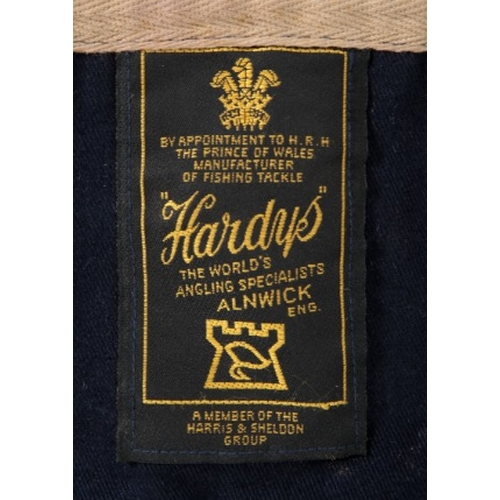 BY APPOINTMENT TO H.R.H
THE PRINCE OF WALES
MANUFACTURER
OF FISHING TACKLE
"Hardys"
THE WORLD'S
ANGLING SPECIALISTS
ALNWICK
ENG.
A MEMBER OF THE
HARRIS & SHELDON
GROUP